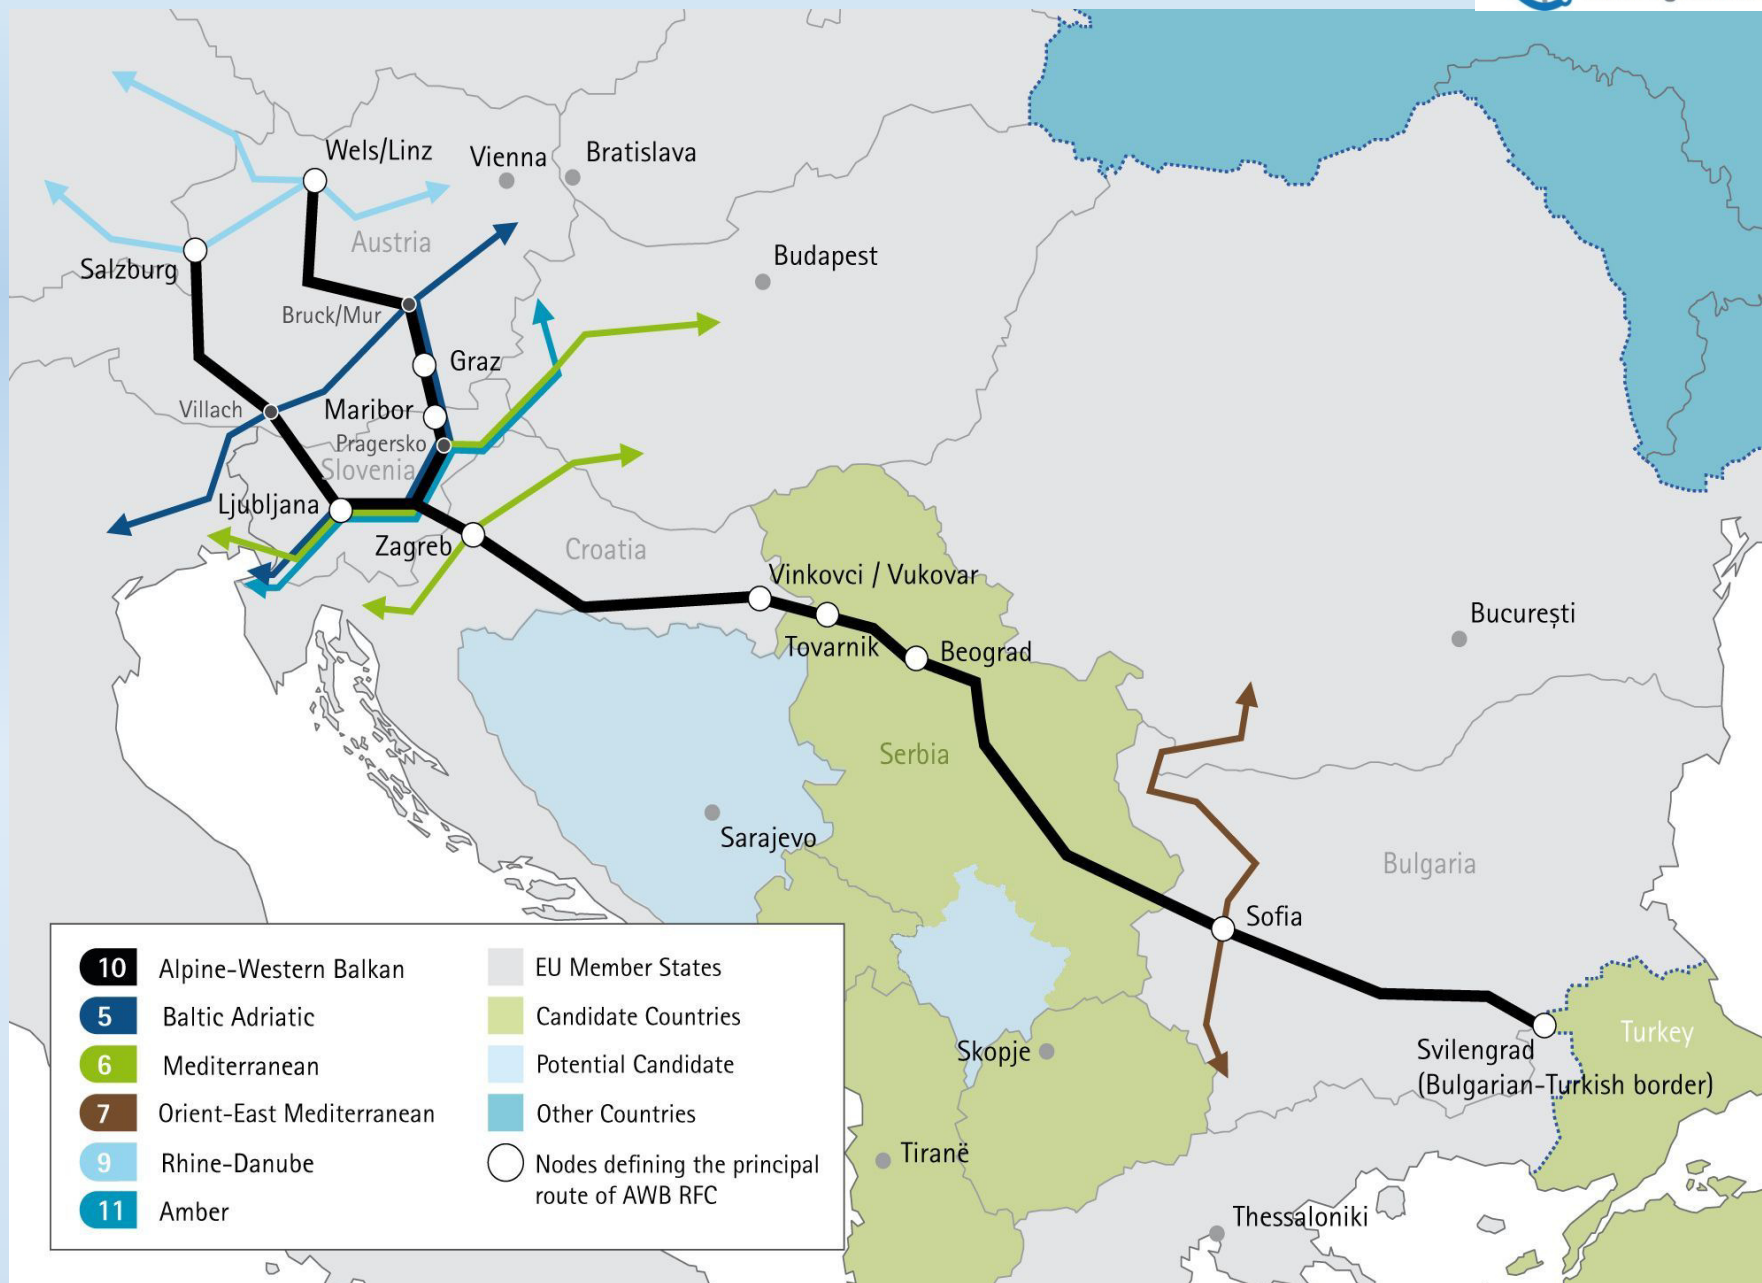 Wels/Linz
Vienna
Bratislava
Austria
Budapest
Salzburg
Bruck/Mur
Graz
Villach
Maribor
Pragersko
Slovenia
Ljubljana
Zagreb
Croatia
Vinkovci / Vukovar
Tovarnik
Beograd
București
Serbia
Sarajevo
Bulgaria
Sofia
Skopje
Svilengrad
(Bulgarian-Turkish border)
Turkey
Tiranë
Thessaloniki
10 Alpine-Western Balkan
5 Baltic Adriatic
6 Mediterranean
7 Orient-East Mediterranean
9 Rhine-Danube
11 Amber
EU Member States
Candidate Countries
Potential Candidate
Other Countries
Nodes defining the principal
route of AWB RFC